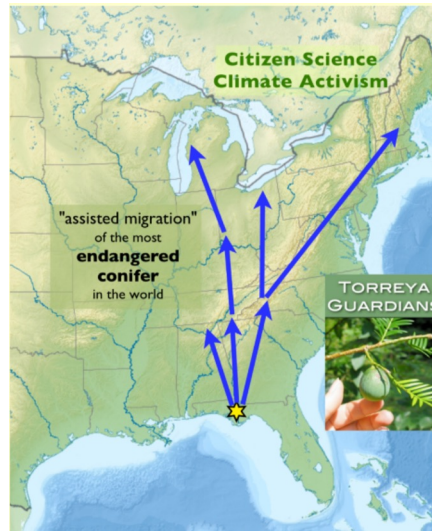 Citizen Science
Climate Activism
"assisted migration"
of the most
endangered
conifer
in the world
TORREYA
GUARDIANS